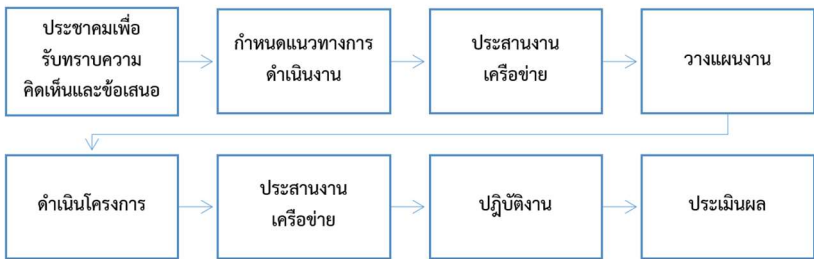 ประชาคมเพื่อ
รับทราบความ
คิดเห็นและข้อเสนอ
กำหนดแนวทางการ
ดำเนินงาน
ประสานงาน
เครือข่าย
วางแผนงาน
ดำเนินโครงการ
ประสานงาน
เครือข่าย
ปฎิบัติงาน
ประเมินผล